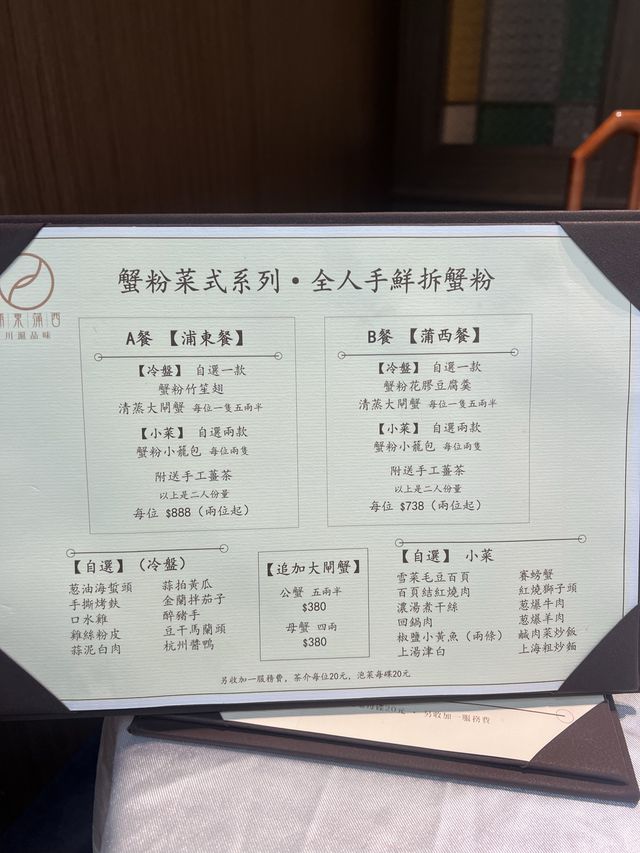 蟹粉菜式系列・全人手鮮拆蟹粉
川滬品味
A餐 【浦東餐】
【冷盤】 自選一款
蟹粉竹笙翅
清蒸大閘蟹 每位一隻五兩半
【小菜】 自選兩款
蟹粉小籠包 每位兩隻
附送手工薑茶
以上是二人份量
每位 $888（兩位起）
B餐 【蒲西餐】
【冷盤】 自選一款
蟹粉花膠豆腐羹
清蒸大閘蟹 每位一隻五兩半
【小菜】 自選兩款
蟹粉小籠包 每位兩隻
附送手工薑茶
以上是二人份量
每位 $738（兩位起）
【自選】（冷盤）
葱油海蜇頭
手撕烤麩
口水雞
雞絲粉皮
蒜泥白肉
蒜拍黃瓜
金蘭拌茄子
醉豬手
豆干馬蘭頭
杭州醬鴨
【追加大閘蟹】
公蟹 五兩半
$380
母蟹 四兩
$380
【自選】 小菜
雪菜毛豆百頁
百頁結紅燒肉
濃湯煮干絲
回鍋肉
椒鹽小黃魚（兩條）
上湯津白
賽螃蟹
紅燒獅子頭
葱爆牛肉
葱爆羊肉
鹹肉菜炒飯
上海粗炒麵
另收加一服務費，茶介每位20元，泡菜每碟20元
另收加一服務費